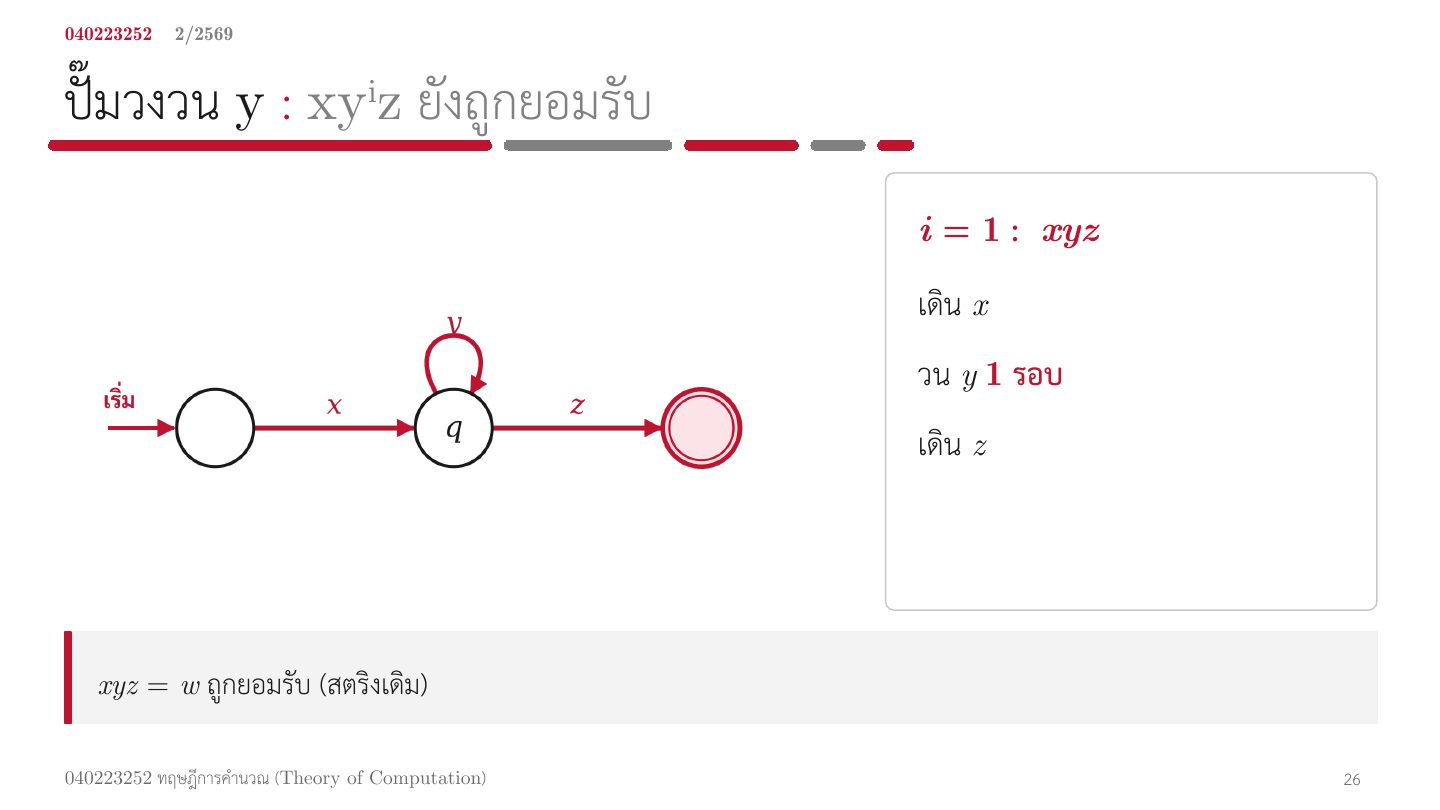 040223252 2/2569
ปั๊มวงวน y : xyⁱz ยังถูกยอมรับ
i = 1 : xyz
เดิน x
วน y 1 รอบ
เดิน z
y
เริ่ม
x
z
q
xyz = w ถูกยอมรับ (สตริงเดิม)
040223252 ทฤษฎีการคำนวณ (Theory of Computation)
26